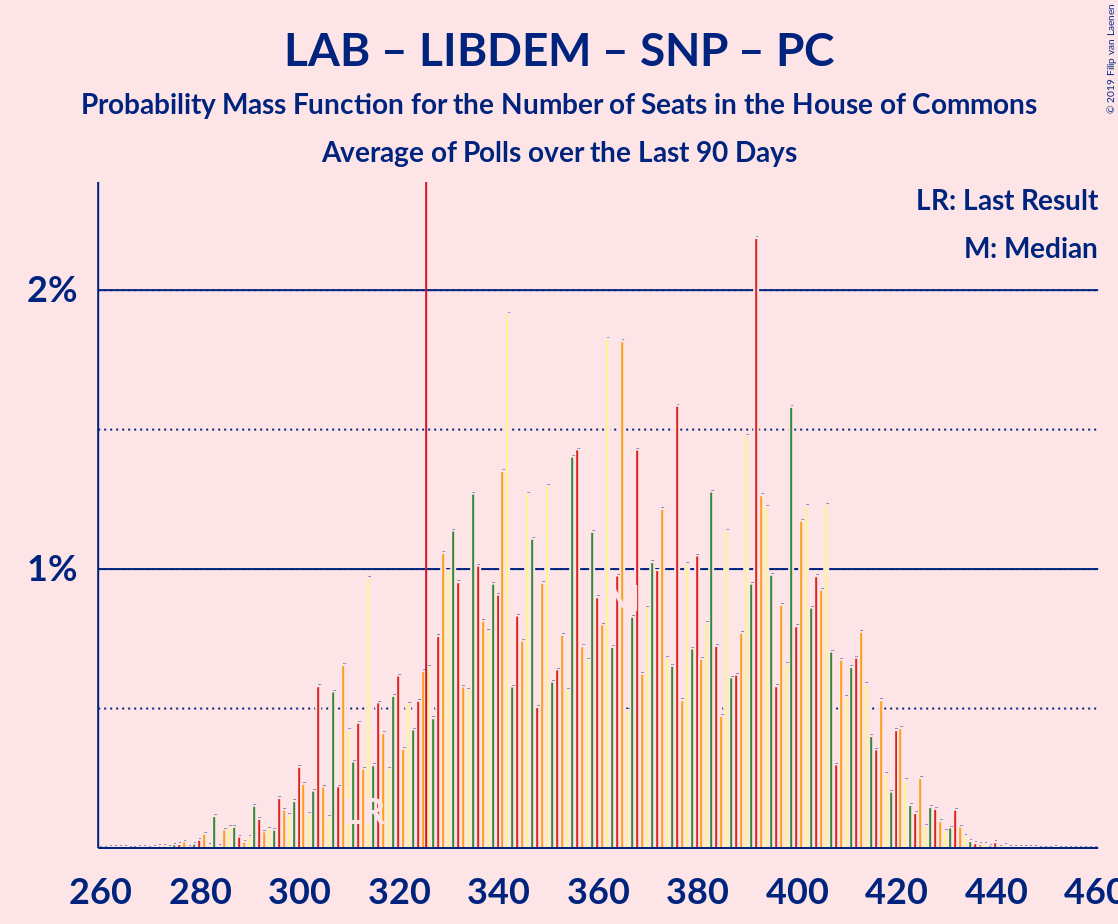 LAB – LIBDEM – SNP – PC
Probability Mass Function for the Number of Seats in the House of Commons
Average of Polls over the Last 90 Days
© 2019 Filip van Laenen
LR: Last Result
M: Median
2%
1%
M
LR
260 280 300 320 340 360 380 400 420 440 460